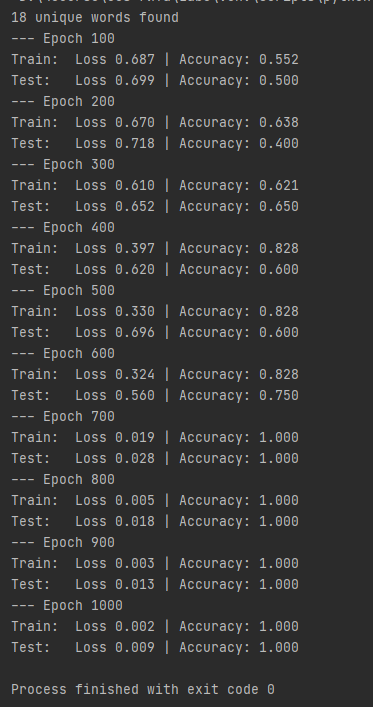 18 unique words found
--- Epoch 100
Train:  Loss 0.687 | Accuracy: 0.552
Test:   Loss 0.699 | Accuracy: 0.500
--- Epoch 200
Train:  Loss 0.670 | Accuracy: 0.638
Test:   Loss 0.718 | Accuracy: 0.400
--- Epoch 300
Train:  Loss 0.610 | Accuracy: 0.621
Test:   Loss 0.652 | Accuracy: 0.650
--- Epoch 400
Train:  Loss 0.397 | Accuracy: 0.828
Test:   Loss 0.620 | Accuracy: 0.600
--- Epoch 500
Train:  Loss 0.330 | Accuracy: 0.828
Test:   Loss 0.696 | Accuracy: 0.600
--- Epoch 600
Train:  Loss 0.324 | Accuracy: 0.828
Test:   Loss 0.560 | Accuracy: 0.750
--- Epoch 700
Train:  Loss 0.019 | Accuracy: 1.000
Test:   Loss 0.028 | Accuracy: 1.000
--- Epoch 800
Train:  Loss 0.005 | Accuracy: 1.000
Test:   Loss 0.018 | Accuracy: 1.000
--- Epoch 900
Train:  Loss 0.003 | Accuracy: 1.000
Test:   Loss 0.013 | Accuracy: 1.000
--- Epoch 1000
Train:  Loss 0.002 | Accuracy: 1.000
Test:   Loss 0.009 | Accuracy: 1.000
Process finished with exit code 0